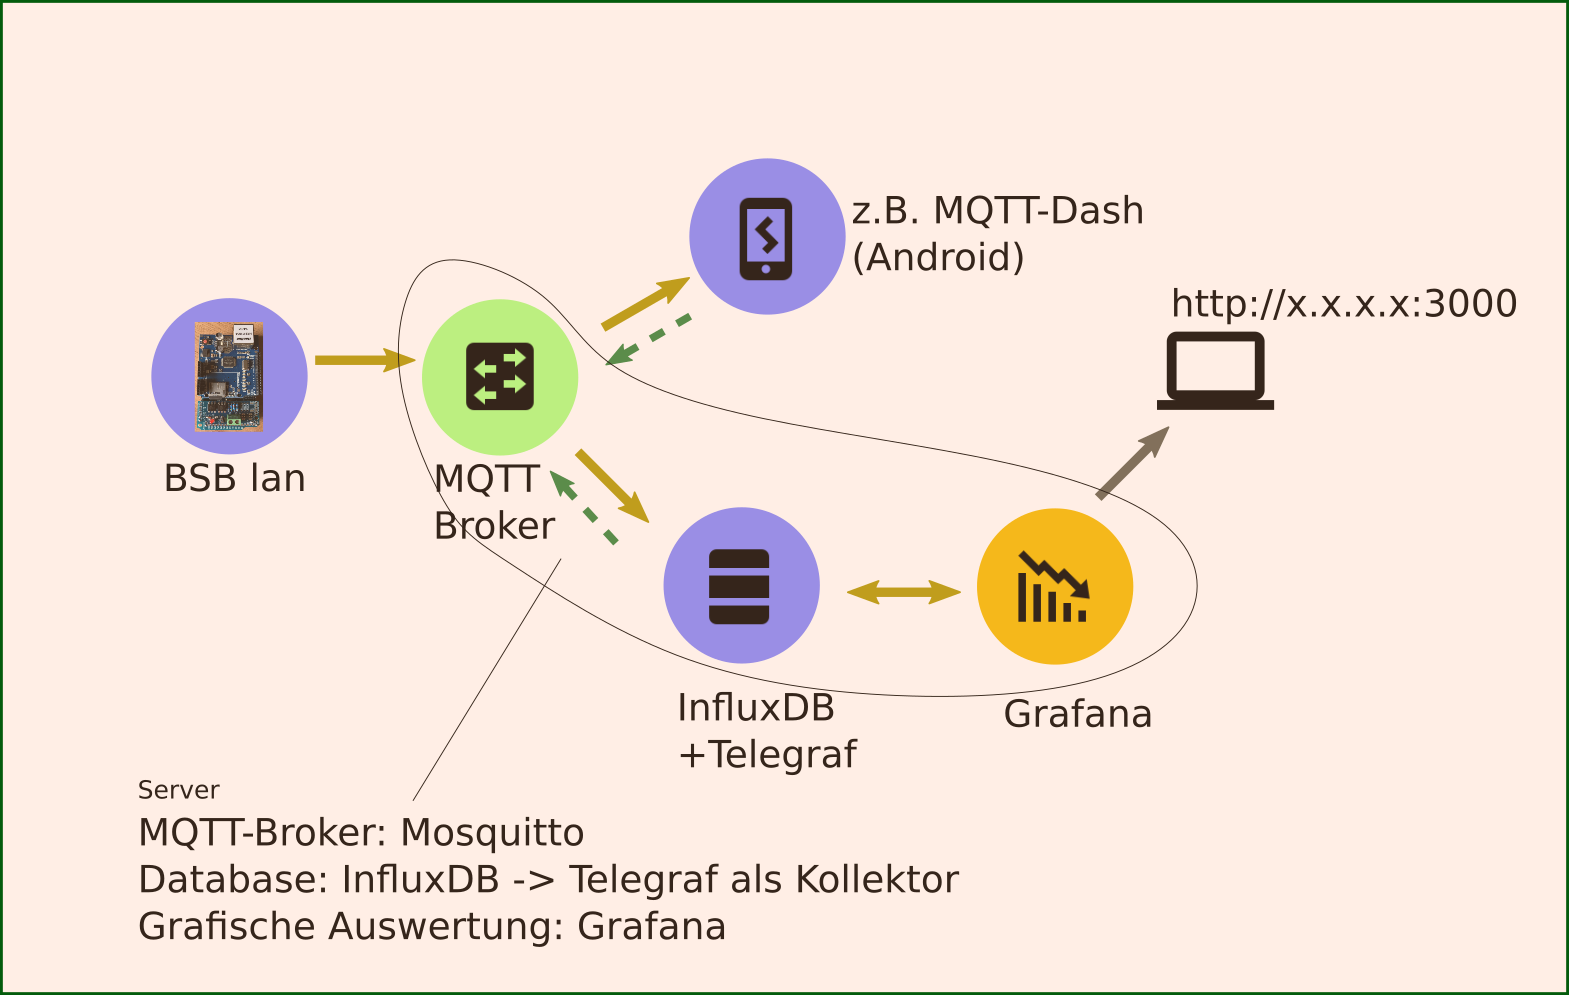 z.B. MQTT-Dash
(Android)
http://x.x.x.x:3000
BSB lan
MQTT
Broker
InfluxDB
+Telegraf
Grafana
Server
MQTT-Broker: Mosquitto
Database: InfluxDB -> Telegraf als Kollektor
Grafische Auswertung: Grafana